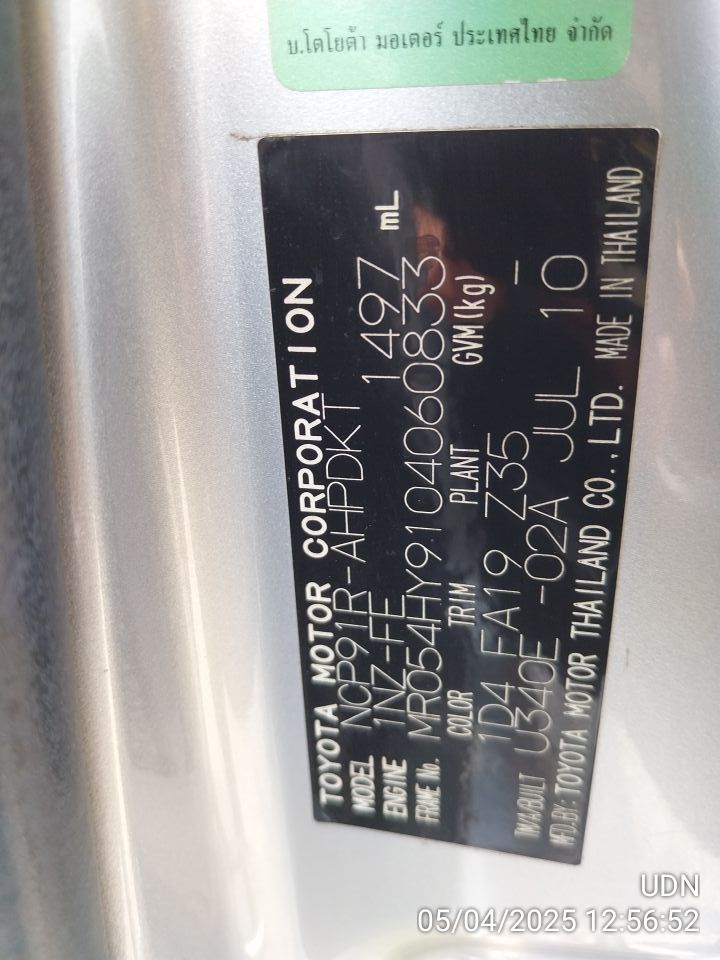 บ.โตโยต้า มอเตอร์ ประเทศไทย จำกัด
TOYOTA MOTOR CORPORATION
MODEL NCP91R-AHPDKT 1497 mL
ENGINE 1NZ-FE
FRAME No. MR054HY9104060833
COLOR TRIM PLANT GVM(kg)
1D4 FA19 Z35 -
T/A/BUILT U340E -02A JUL 10
MFD.BY: TOYOTA MOTOR THAILAND CO.,LTD. MADE IN THAILAND
UDN
05/04/2025 12:56:52